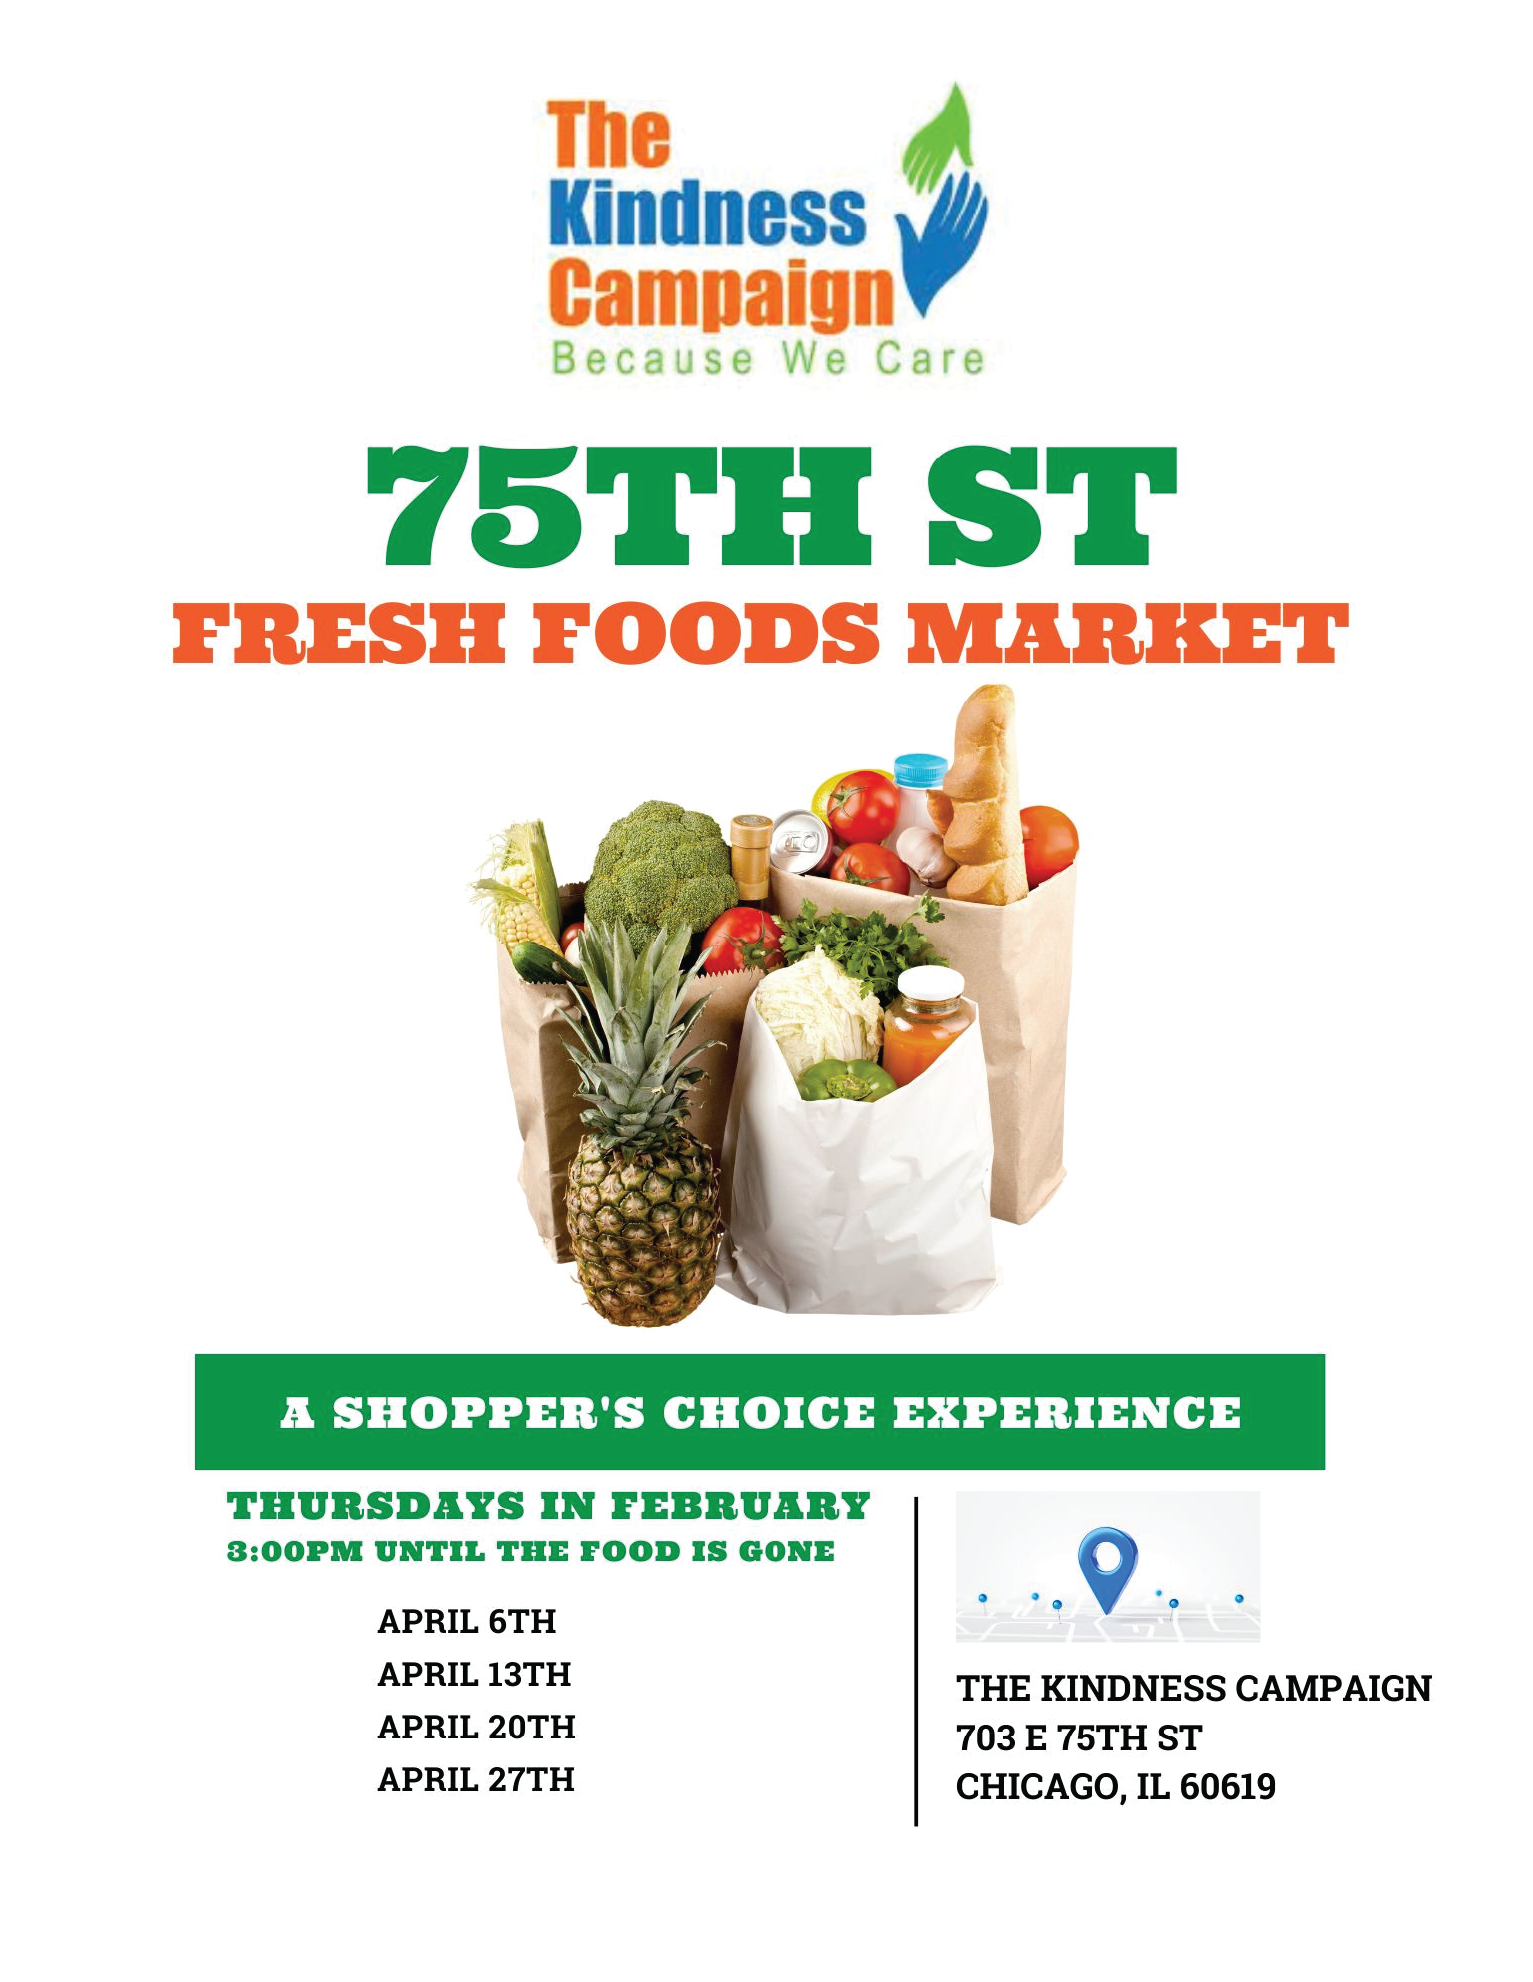 The
Kindness
Campaign
Because We Care
75TH ST
FRESH FOODS MARKET
A SHOPPER'S CHOICE EXPERIENCE
THURSDAYS IN FEBRUARY
3:00PM UNTIL THE FOOD IS GONE
APRIL 6TH
APRIL 13TH
APRIL 20TH
APRIL 27TH
THE KINDNESS CAMPAIGN
703 E 75TH ST
CHICAGO, IL 60619